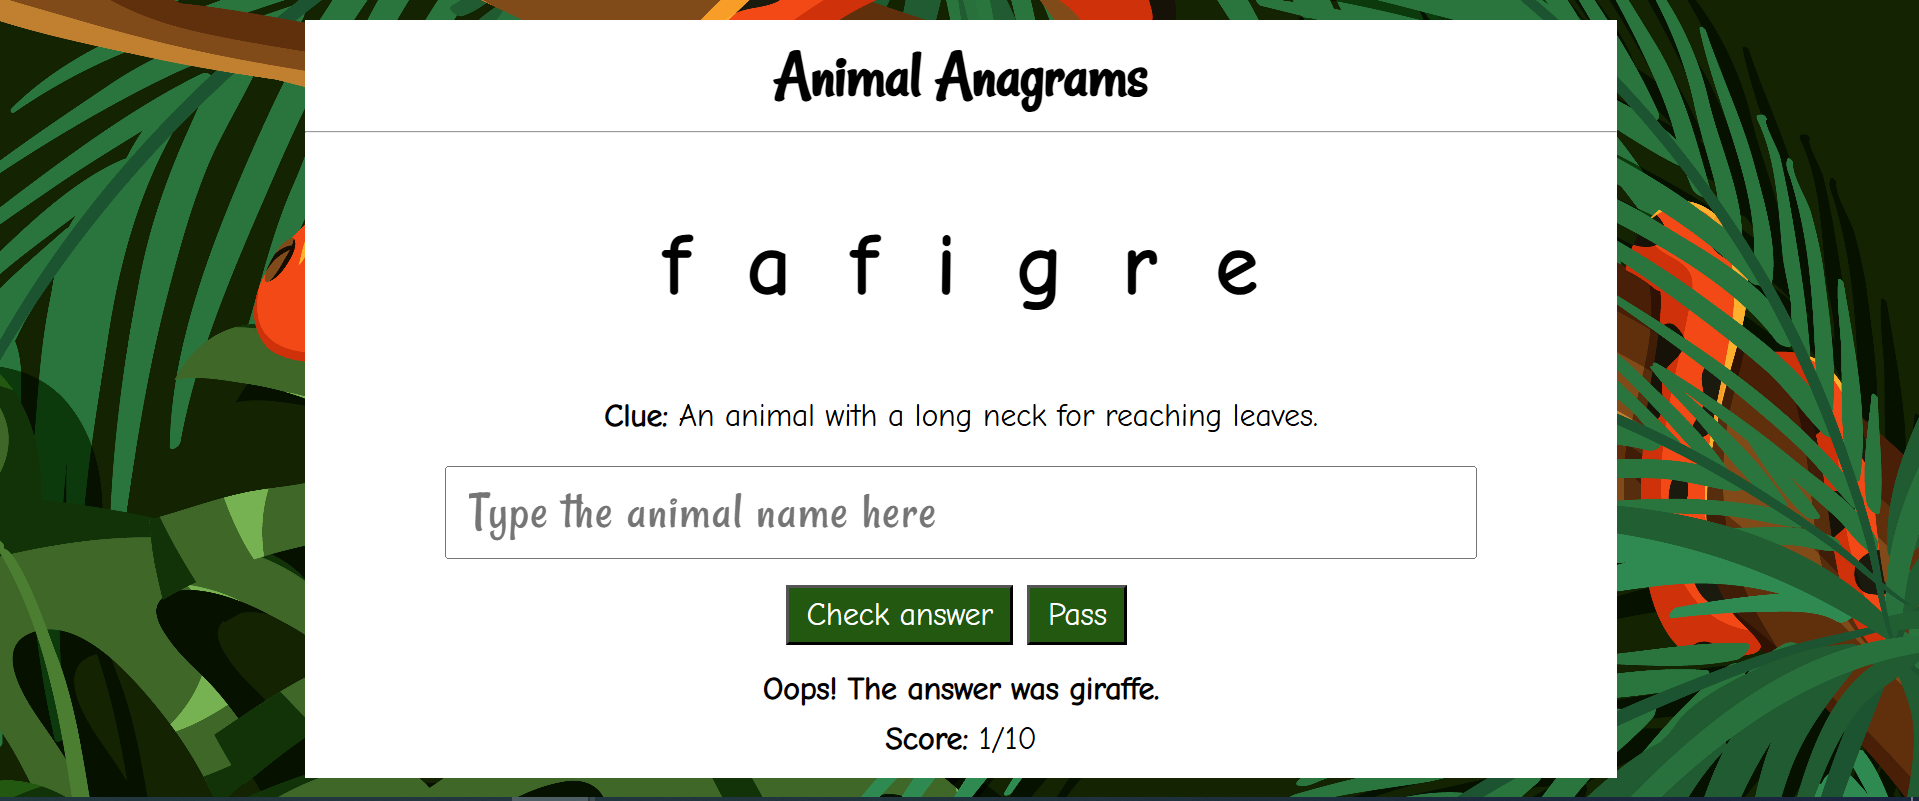 Animal Anagrams
f a f i g r e
Clue: An animal with a long neck for reaching leaves.
Type the animal name here
Check answer Pass
Oops! The answer was giraffe.
Score: 1/10